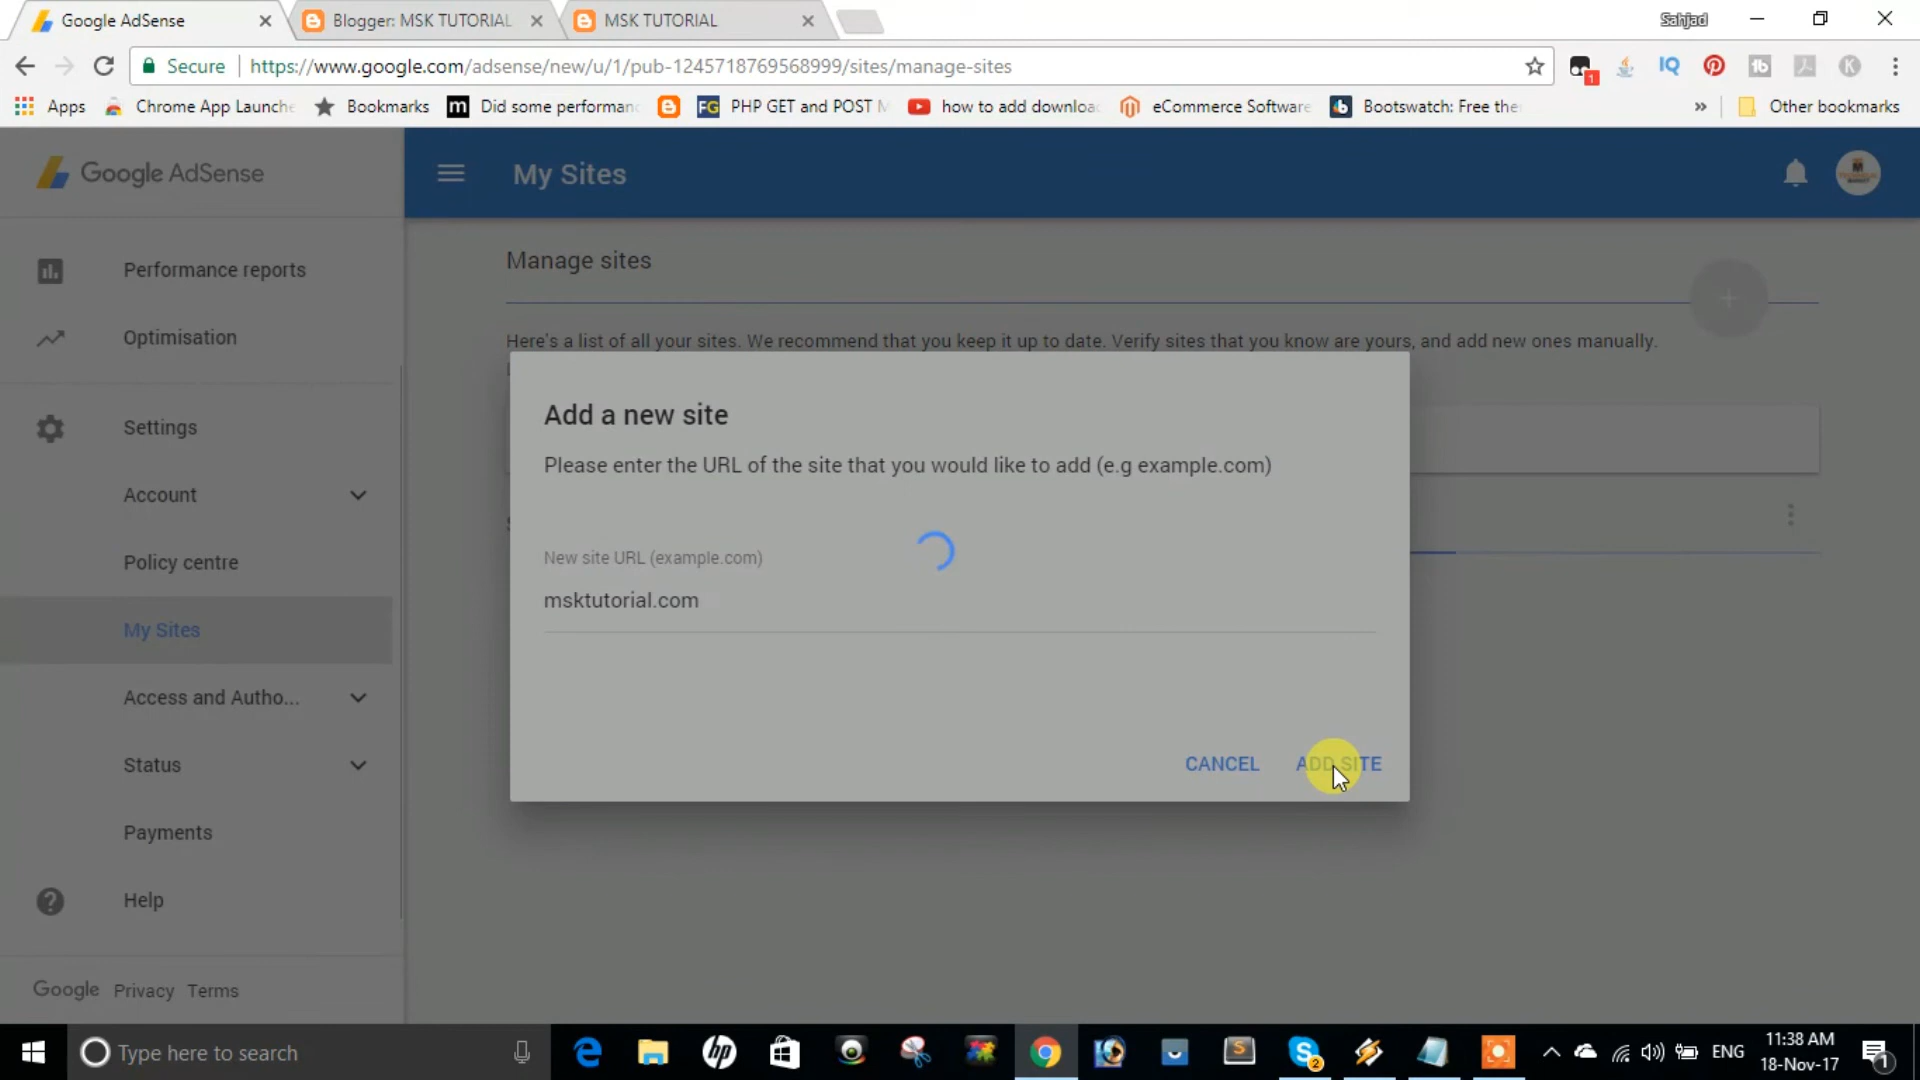 Google AdSense
Blogger: MSK TUTORIAL
MSK TUTORIAL
Sahjad
Secure
https://www.google.com/adsense/new/u/1/pub-1245718769568999/sites/manage-sites
1
IQ
K
Apps
Chrome App Launche
Bookmarks
m
Did some performan
FG
PHP GET and POST M
how to add downloa
eCommerce Software
Bootswatch: Free the
»
Other bookmarks
Google AdSense
My Sites
Performance reports
Optimisation
Settings
Account
Policy centre
My Sites
Access and Autho...
Status
Payments
Help
Google Privacy Terms
Manage sites
Here's a list of all your sites. We recommend that you keep it up to date. Verify sites that you know are yours, and add new ones manually.
Add a new site
Please enter the URL of the site that you would like to add (e.g example.com)
New site URL (example.com)
msktutorial.com
CANCEL
ADD SITE
Type here to search
hp
S
2
ENG
11:38 AM
18-Nov-17
1